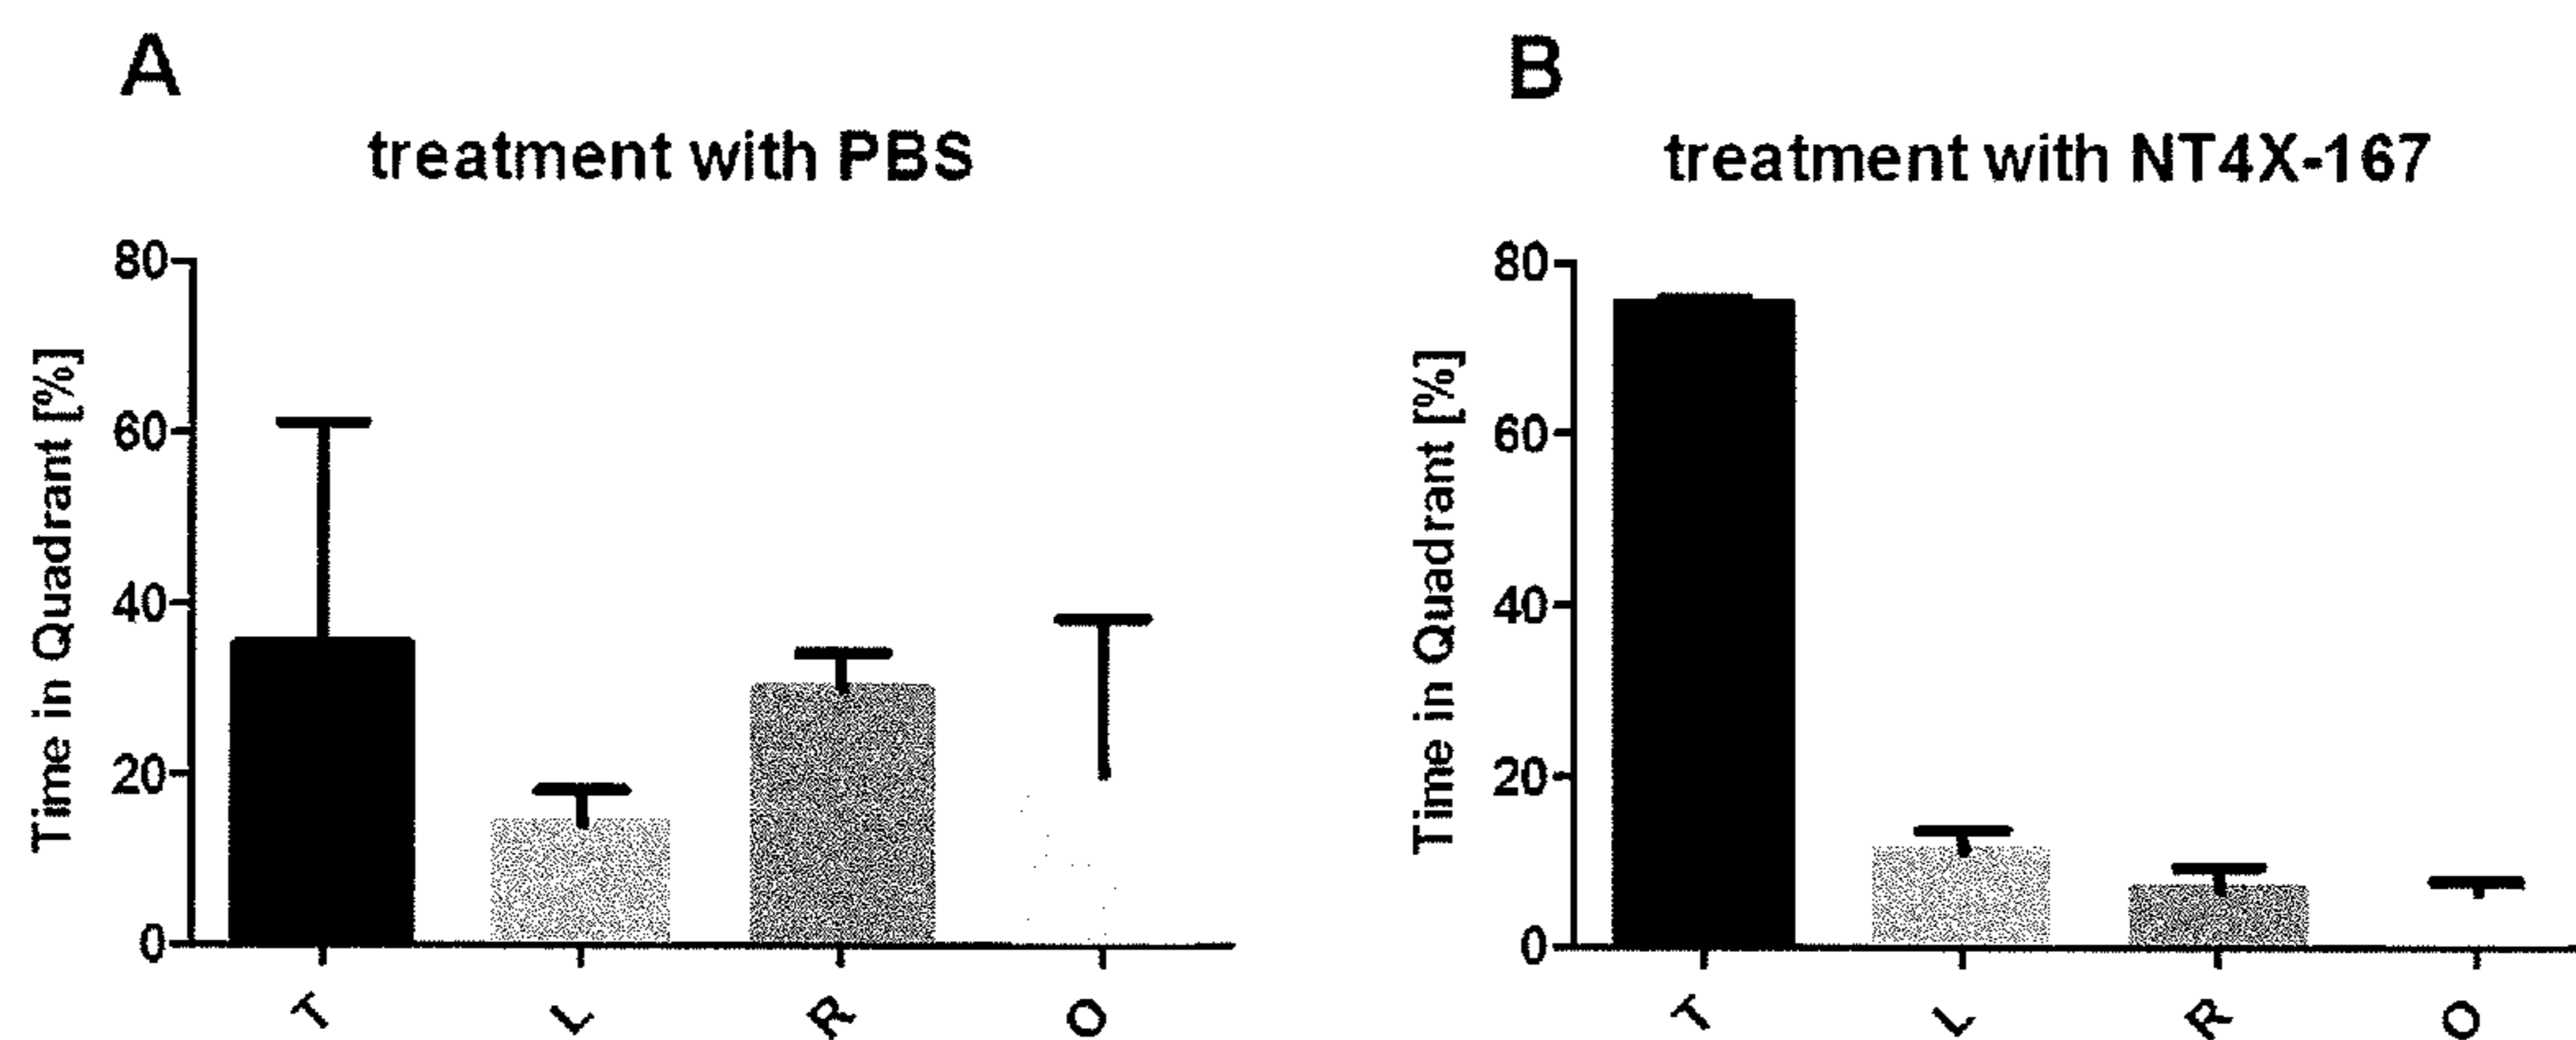 A
treatment with PBS
80
60
40
20
0
Time in Quadrant [%]
T
L
R
O
B
treatment with NT4X-167
80
60
40
20
0
Time in Quadrant [%]
T
L
R
O